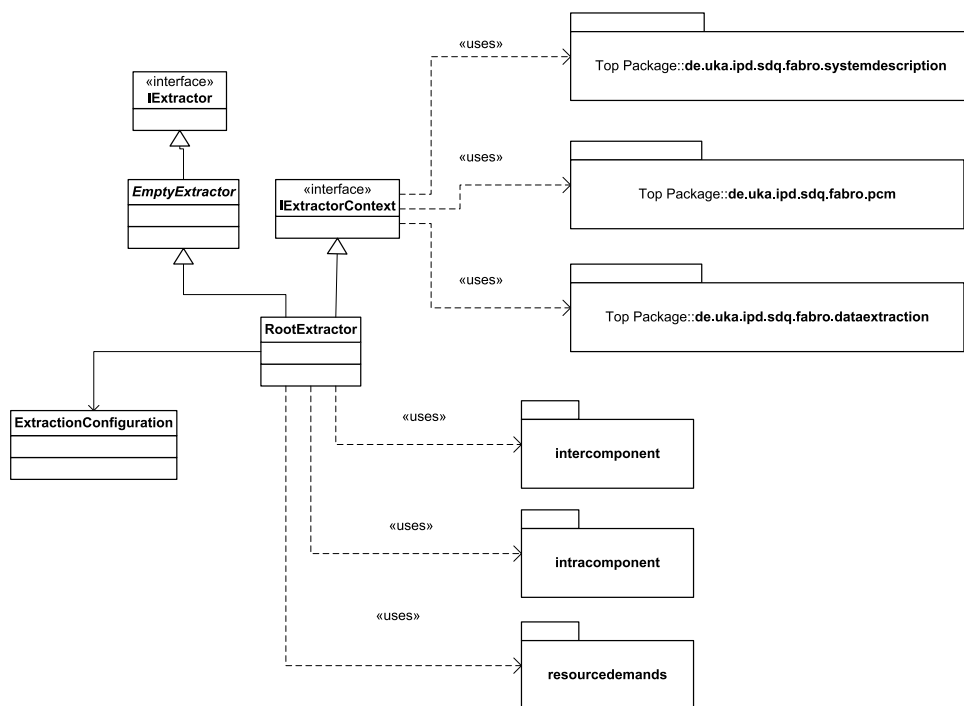 «uses»
Top Package::de.uka.ipd.sdq.fabro.systemdescription
«interface»
IExtractor
«uses»
Top Package::de.uka.ipd.sdq.fabro.pcm
EmptyExtractor
«interface»
IExtractorContext
«uses»
Top Package::de.uka.ipd.sdq.fabro.dataextraction
RootExtractor
ExtractionConfiguration
«uses»
intercomponent
«uses»
intracomponent
«uses»
resourcedemands